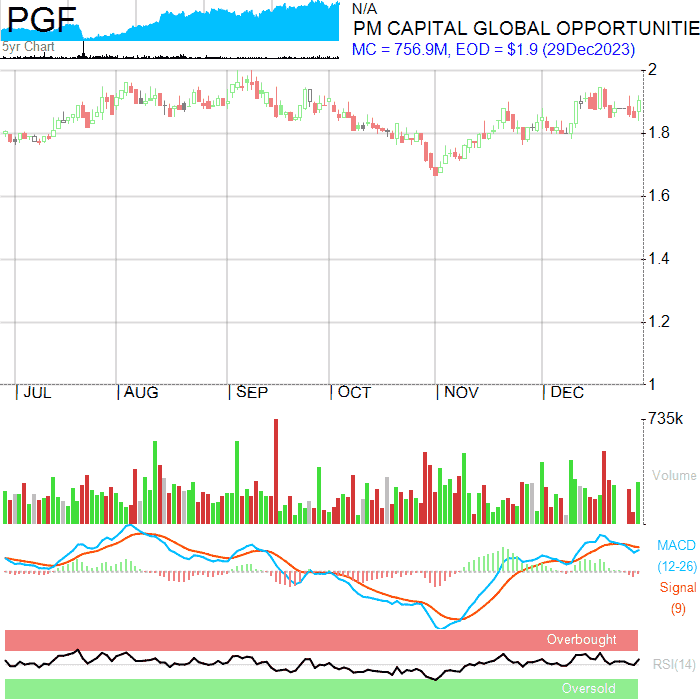 PGF
5yr Chart
N/A
PM CAPITAL GLOBAL OPPORTUNITIE
MC = 756.9M, EOD = $1.9 (29Dec2023)
2
1.8
1.6
1.4
1.2
1
JUL AUG SEP OCT NOV DEC
735k
Volume
MACD
(12-26)
Signal
(9)
Overbought
RSI(14)
Oversold